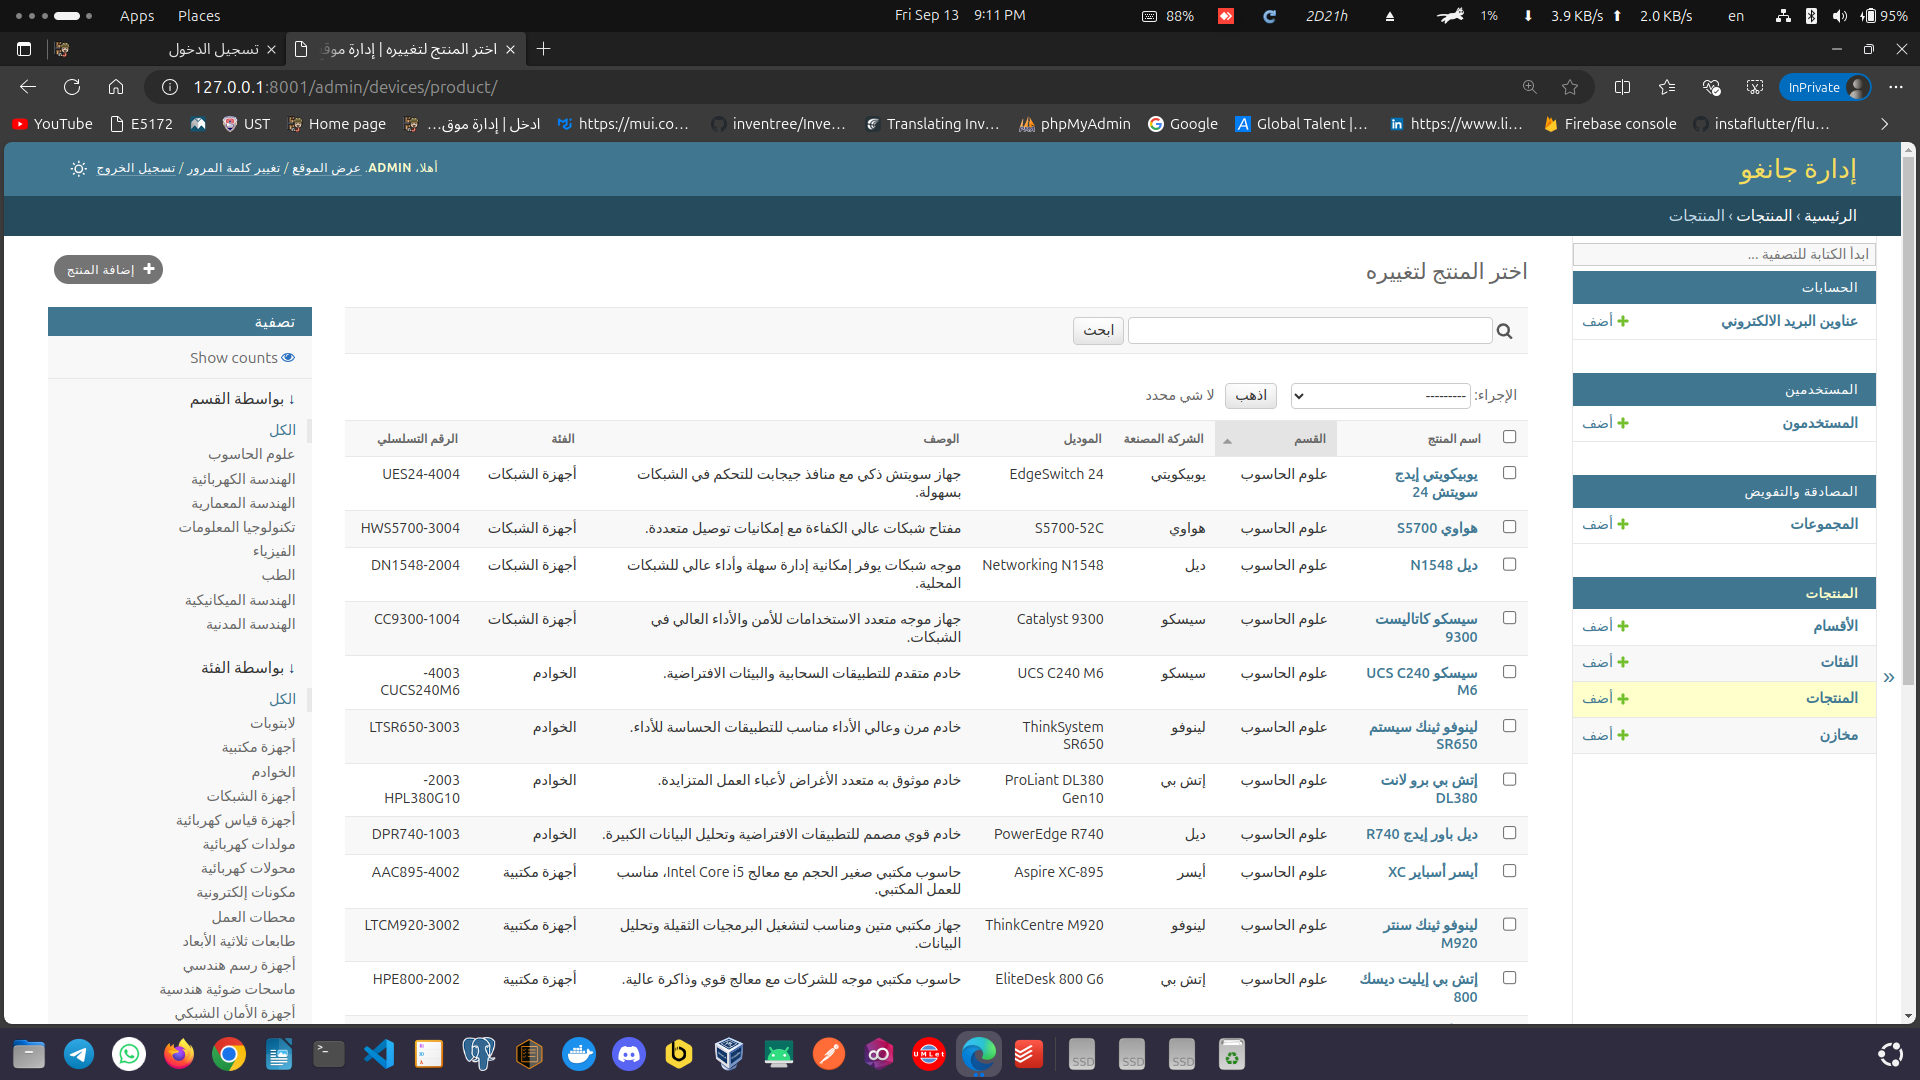 Apps Places
Fri Sep 13 9:11 PM
88% 2D21h 1% 3.9 KB/s 2.0 KB/s en 95%
تسجيل الدخول
اختر المنتج لتغييره | إدارة موق
127.0.0.1:8001/admin/devices/product/
InPrivate
YouTube E5172 UST Home page ادخل | إدارة موق... https://mui.co... inventree/Inve... Translating Inv... phpMyAdmin Google Global Talent |... https://www.li... Firebase console instaflutter/flu...
إدارة جانغو
أهلا، ADMIN. عرض الموقع / تغيير كلمة المرور / تسجيل الخروج
الرئيسية › المنتجات › المنتجات
ابدأ الكتابة للتصفية ...
الحسابات
عناوين البريد الالكتروني أضف
المستخدمين
المستخدمون أضف
المصادقة والتفويض
المجموعات أضف
المنتجات
الأقسام أضف
الفئات أضف
المنتجات أضف
مخازن أضف
»
اختر المنتج لتغييره
إضافة المنتج
ابحث
الإجراء: --------- اذهب لا شي محدد
اسم المنتج القسم الشركة المصنعة الموديل الوصف الفئة الرقم التسلسلي
يوبيكويتي إيدج سويتش 24 علوم الحاسوب يوبيكويتي EdgeSwitch 24 جهاز سويتش ذكي مع منافذ جيجابت للتحكم في الشبكات بسهولة. أجهزة الشبكات UES24-4004
هواوي S5700 علوم الحاسوب هواوي S5700-52C مفتاح شبكات عالي الكفاءة مع إمكانيات توصيل متعددة. أجهزة الشبكات HWS5700-3004
ديل N1548 علوم الحاسوب ديل Networking N1548 موجه شبكات يوفر إمكانية إدارة سهلة وأداء عالي للشبكات المحلية. أجهزة الشبكات DN1548-2004
سيسكو كاتاليست 9300 علوم الحاسوب سيسكو Catalyst 9300 جهاز موجه متعدد الاستخدامات للأمن والأداء العالي في الشبكات. أجهزة الشبكات CC9300-1004
سيسكو UCS C240 M6 علوم الحاسوب سيسكو UCS C240 M6 خادم متقدم للتطبيقات السحابية والبيئات الافتراضية. الخوادم 4003-CUCS240M6
لينوفو ثينك سيستم SR650 علوم الحاسوب لينوفو ThinkSystem SR650 خادم مرن وعالي الأداء مناسب للتطبيقات الحساسة للأداء. الخوادم LTSR650-3003
إتش بي برو لانت DL380 علوم الحاسوب إتش بي ProLiant DL380 Gen10 خادم موثوق به متعدد الأغراض لأعباء العمل المتزايدة. الخوادم 2003-HPL380G10
ديل باور إيدج R740 علوم الحاسوب ديل PowerEdge R740 خادم قوي مصمم للتطبيقات الافتراضية وتحليل البيانات الكبيرة. الخوادم DPR740-1003
أيسر أسباير XC علوم الحاسوب أيسر Aspire XC-895 حاسوب مكتبي صغير الحجم مع معالج Intel Core i5، مناسب للعمل المكتبي. أجهزة مكتبية AAC895-4002
لينوفو ثينك سنتر M920 علوم الحاسوب لينوفو ThinkCentre M920 جهاز مكتبي متين ومناسب لتشغيل البرمجيات الثقيلة وتحليل البيانات. أجهزة مكتبية LTCM920-3002
إتش بي إيليت ديسك 800 علوم الحاسوب إتش بي EliteDesk 800 G6 حاسوب مكتبي موجه للشركات مع معالج قوي وذاكرة عالية. أجهزة مكتبية HPE800-2002
تصفية
Show counts
↓ بواسطة القسم
الكل
علوم الحاسوب
الهندسة الكهربائية
الهندسة المعمارية
تكنولوجيا المعلومات
الفيزياء
الطب
الهندسة الميكانيكية
الهندسة المدنية
↓ بواسطة الفئة
الكل
لابتوبات
أجهزة مكتبية
الخوادم
أجهزة الشبكات
أجهزة قياس كهربائية
مولدات كهربائية
محولات كهربائية
مكونات إلكترونية
محطات العمل
طابعات ثلاثية الأبعاد
أجهزة رسم هندسي
ماسحات ضوئية هندسية
أجهزة الأمان الشبكي
UMLet
SSD SSD SSD